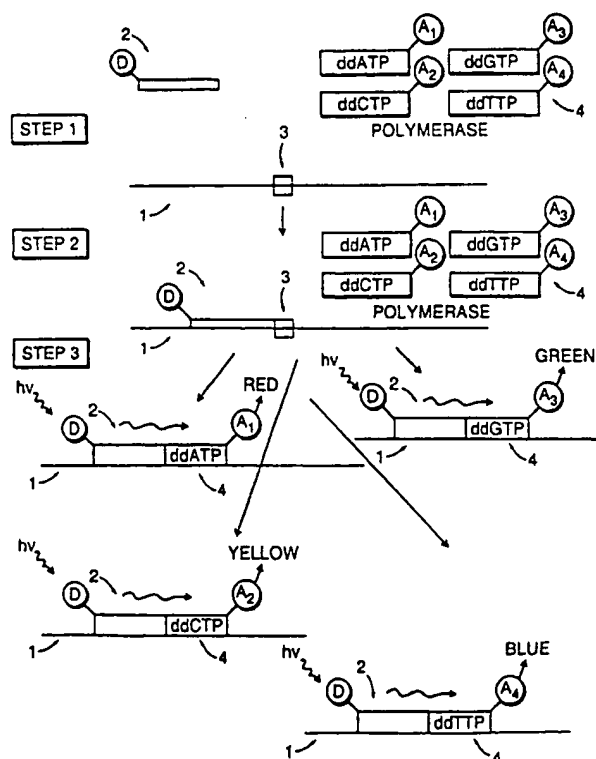 2
D
A1
A3
ddATP
ddGTP
A2
A4
ddCTP
ddTTP
4
POLYMERASE
STEP 1
3
1
STEP 2
A1
A3
ddATP
ddGTP
A2
A4
ddCTP
ddTTP
4
POLYMERASE
2
3
D
1
STEP 3
hν
2
RED
D
A1
ddATP
1
4
hν
2
GREEN
D
A3
ddGTP
1
4
hν
2
YELLOW
D
A2
ddCTP
1
4
hν
2
BLUE
D
A4
ddTTP
1
4